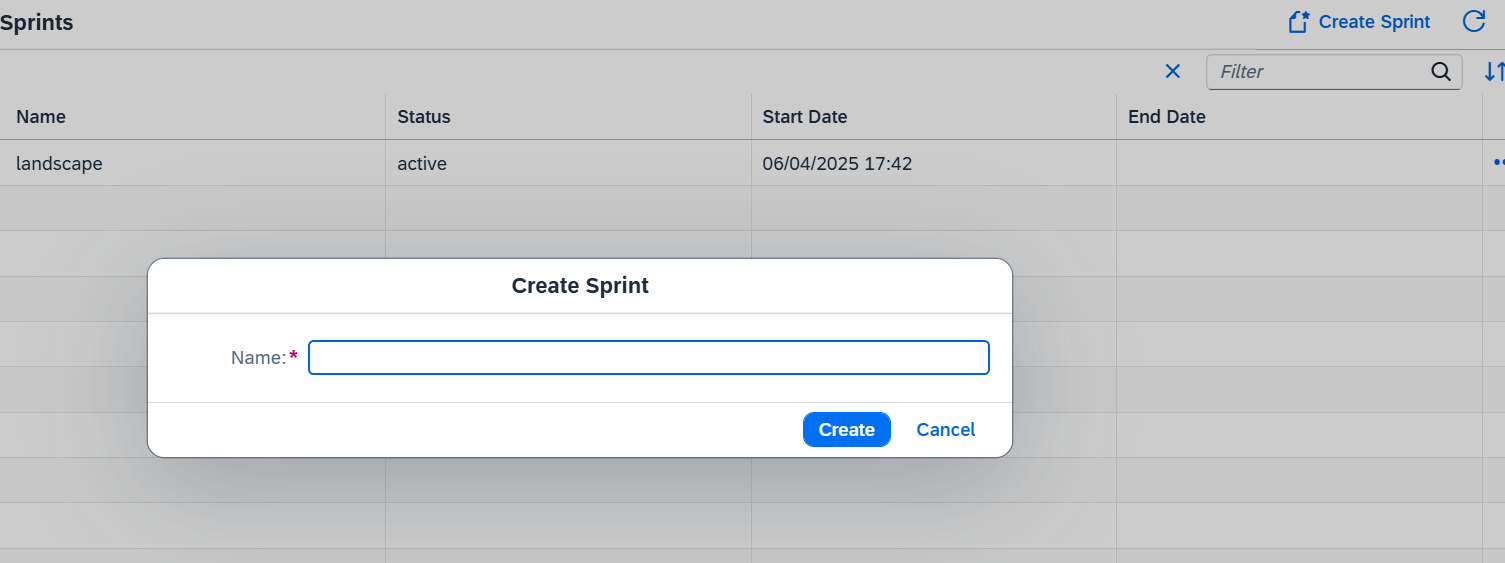 Sprints
Create Sprint
Filter
Name Status Start Date End Date
landscape active 06/04/2025 17:42
Create Sprint
Name:*
Create Cancel